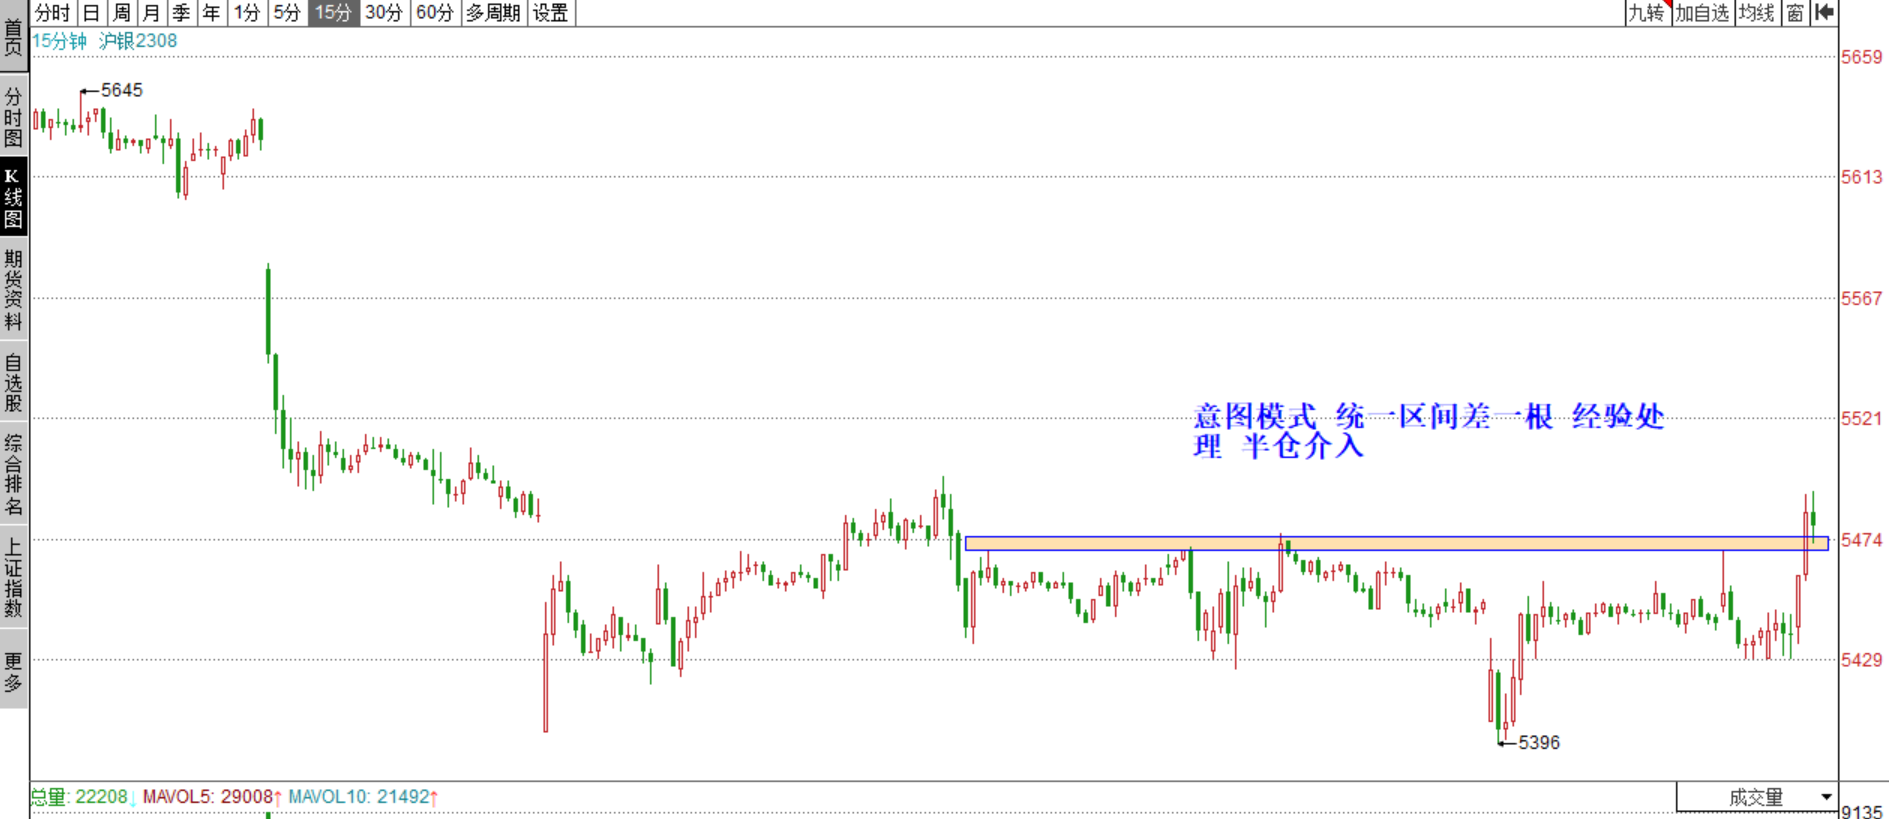 分时 日 周 月 季 年 1分 5分 15分 30分 60分 多周期 设置
九转 加自选 均线 窗
首页
分时图
K线图
期货资料
自选股
综合排名
上证指数
更多
15分钟 沪银2308
5645
5659
5613
5567
5521
5474
5429
意图模式 统一区间差一根 经验处
理 半仓介入
5396
总量: 22208↓ MAVOL5: 29008↑ MAVOL10: 21492↑
成交量
9135